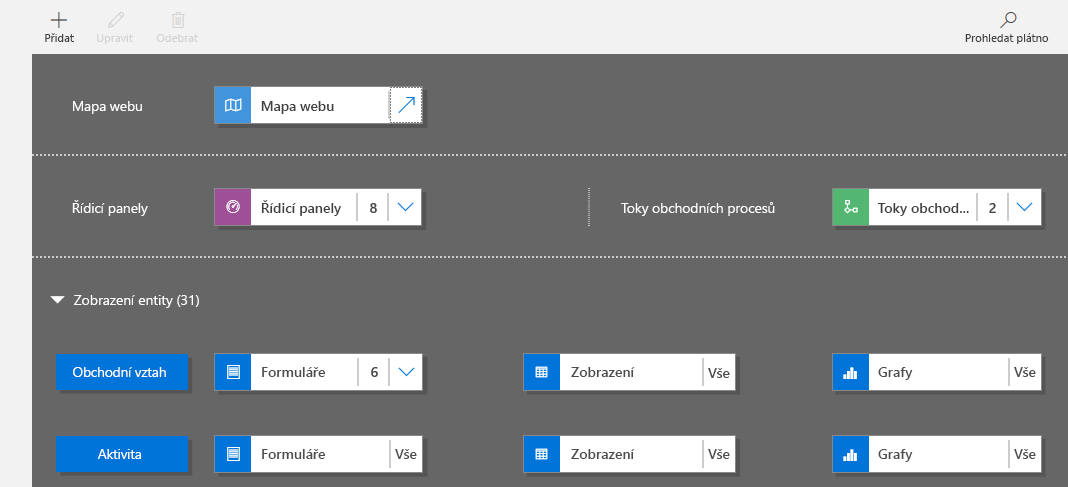 Přidat Upravit Odebrat Prohledat plátno
Mapa webu Mapa webu
Řídicí panely Řídicí panely 8 Toky obchodních procesů Toky obchod... 2
Zobrazení entity (31)
Obchodní vztah Formuláře 6 Zobrazení Vše Grafy Vše
Aktivita Formuláře Vše Zobrazení Vše Grafy Vše